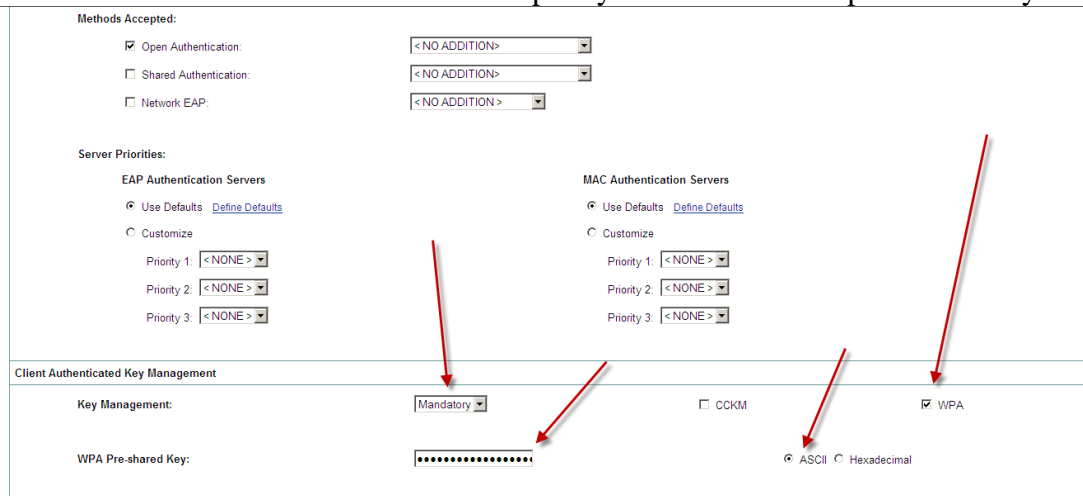 Methods Accepted:
Open Authentication: < NO ADDITION>
Shared Authentication: < NO ADDITION>
Network EAP: < NO ADDITION >
Server Priorities:
EAP Authentication Servers MAC Authentication Servers
Use Defaults Define Defaults Use Defaults Define Defaults
Customize Customize
Priority 1: < NONE > Priority 1: < NONE >
Priority 2: < NONE > Priority 2: < NONE >
Priority 3: < NONE > Priority 3: < NONE >
Client Authenticated Key Management
Key Management: Mandatory CCKM WPA
WPA Pre-shared Key: •••••••••••••••••• ASCII Hexadecimal